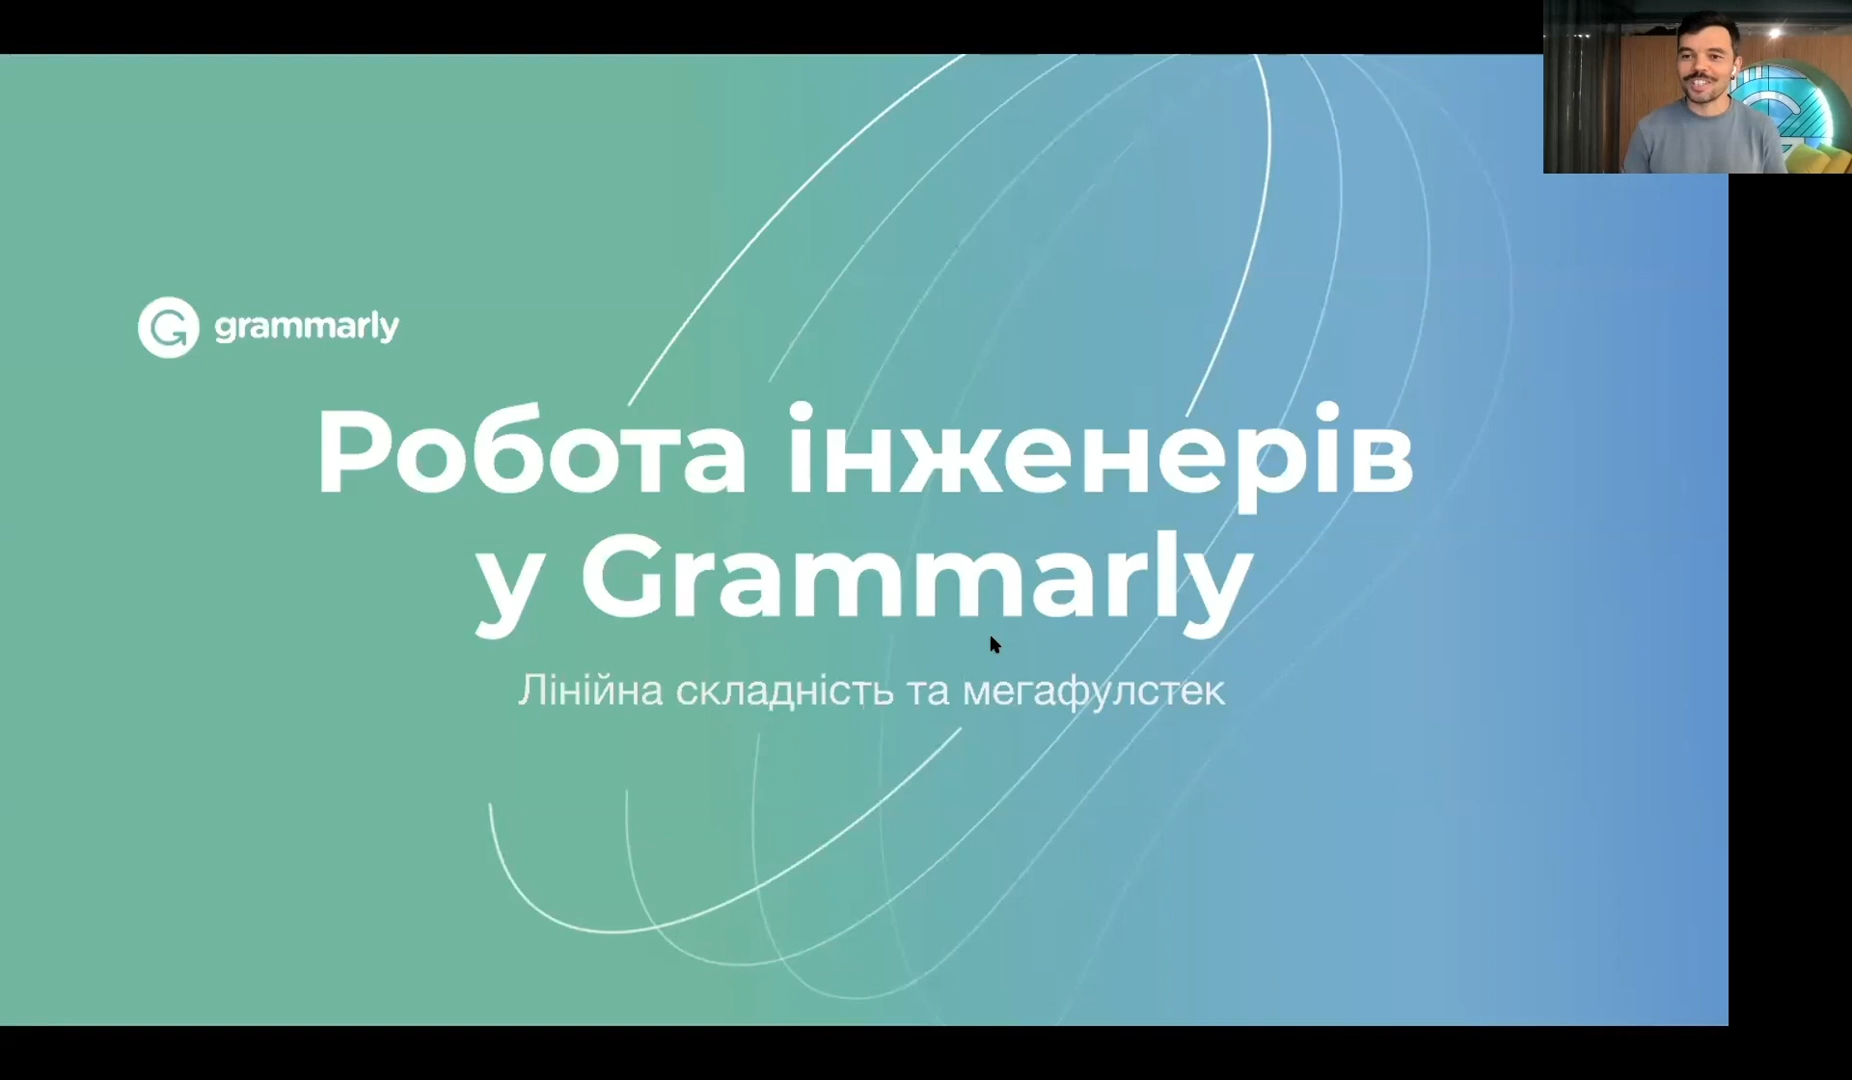 grammarly
Робота інженерів
у Grammarly
Лінійна складність та мегафулстек